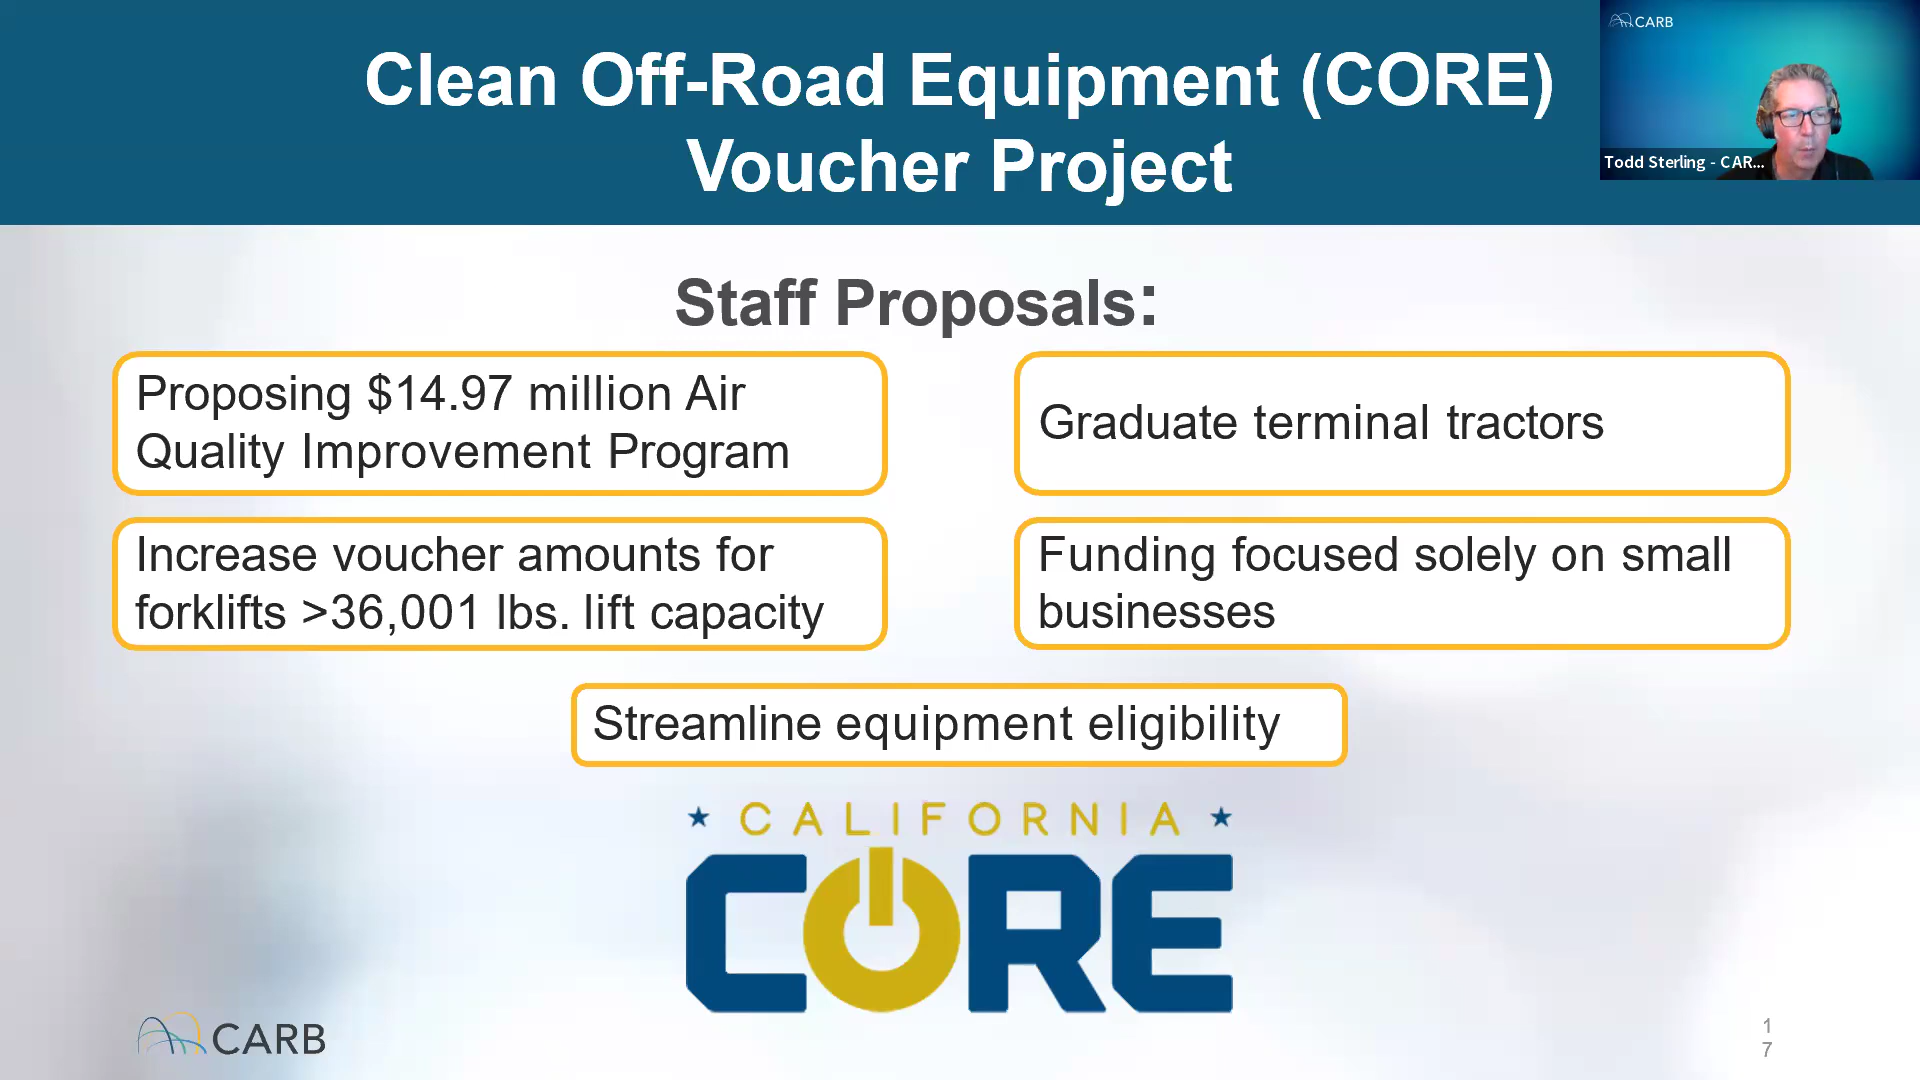 Clean Off-Road Equipment (CORE)
Voucher Project
CARB
Todd Sterling - CAR...
Staff Proposals:
Proposing $14.97 million Air
Quality Improvement Program
Graduate terminal tractors
Increase voucher amounts for
forklifts >36,001 lbs. lift capacity
Funding focused solely on small
businesses
Streamline equipment eligibility
CALIFORNIA
CORE
CARB
1
7